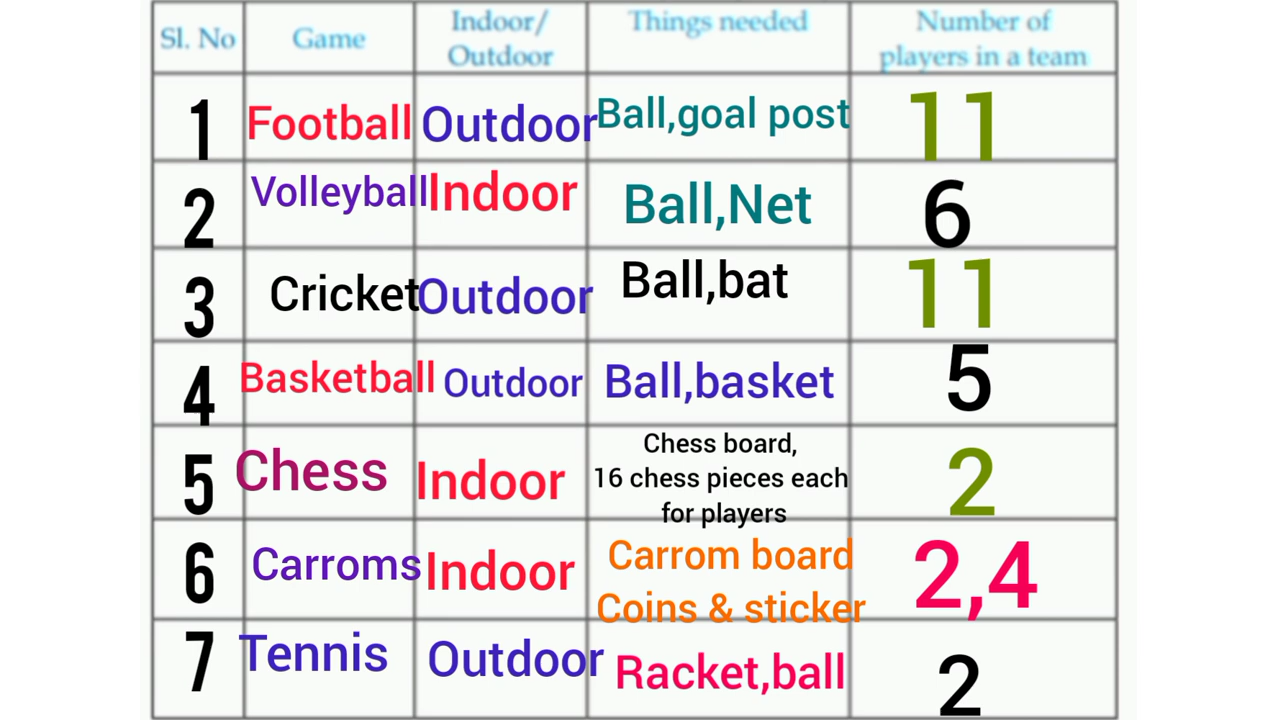 Sl. No Game Indoor/ Outdoor Things needed Number of players in a team
1 Football Outdoor Ball,goal post 11
2 Volleyball Indoor Ball,Net 6
3 Cricket Outdoor Ball,bat 11
4 Basketball Outdoor Ball,basket 5
5 Chess Indoor Chess board, 16 chess pieces each for players 2
6 Carroms Indoor Carrom board Coins & sticker 2,4
7 Tennis Outdoor Racket,ball 2